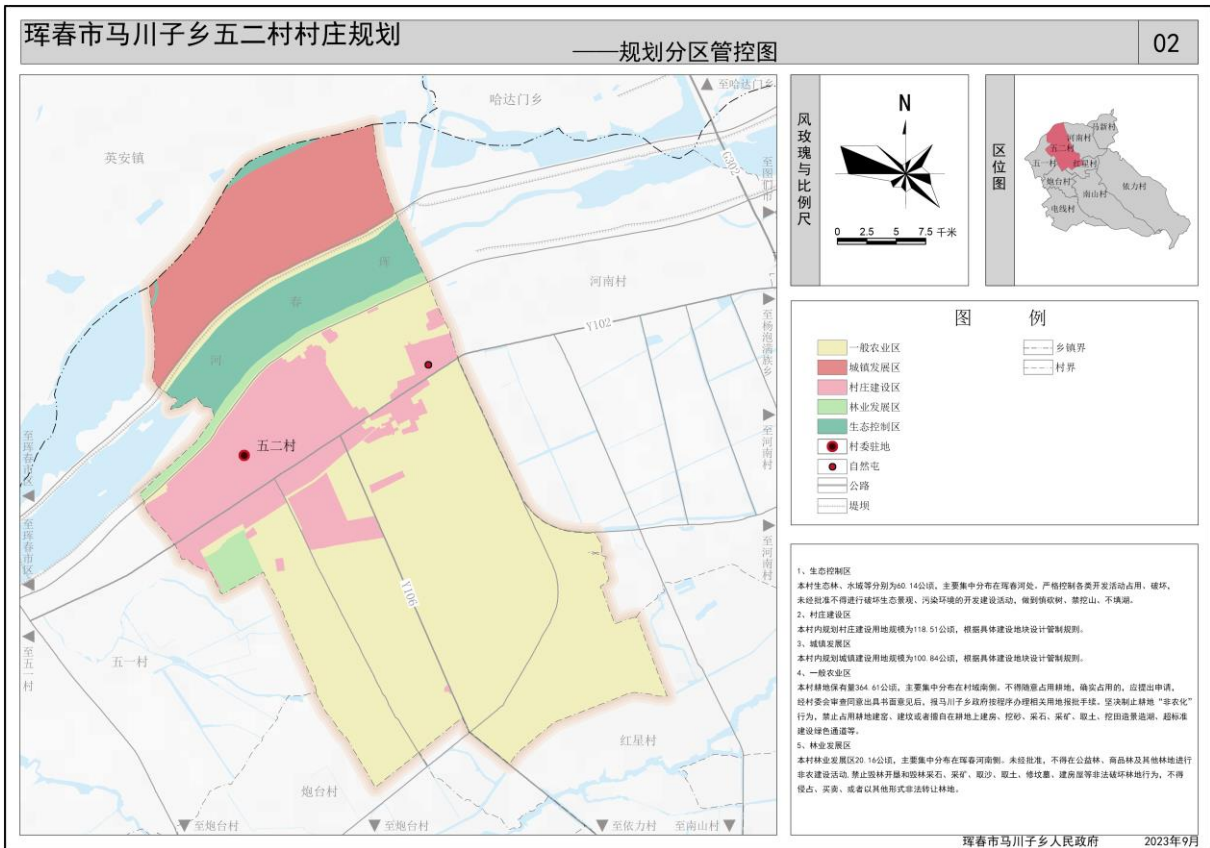 珲春市马川子乡五二村村庄规划
——规划分区管控图
02
至哈达门乡
哈达门乡
英安镇
G302
至图们市
珲
春
河
河南村
Y102
至杨泡满族乡
至河南村
至珲春市区
五二村
至珲春市区
至河南村
Y106
至五一村
五一村
红星村
炮台村
至炮台村
至炮台村
至依力村
至南山村
风玫瑰与比例尺
N
0 2.5 5 7.5 千米
区位图
马新村
河南村
五二村
五一村
红星村
炮台村
依力村
南山村
电线村
图 例
一般农业区
城镇发展区
村庄建设区
林业发展区
生态控制区
村委驻地
自然屯
公路
堤坝
乡镇界
村界
1、生态控制区
本村生态林、水域等分别为60.14公顷，主要集中分布在珲春河处。严格控制各类开发活动占用、破坏，
未经批准不得进行破坏生态景观、污染环境的开发建设活动，做到慎砍树、禁挖山、不填湖。
2、村庄建设区
本村内规划村庄建设用地规模为118.51公顷，根据具体建设地块设计管制规则。
3、城镇发展区
本村内规划城镇建设用地规模为100.84公顷，根据具体建设地块设计管制规则。
4、一般农业区
本村耕地保有量364.61公顷，主要集中分布在村域南侧。不得随意占用耕地，确实占用的，应提出申请，
经村委会审查同意出具书面意见后，报马川子乡政府按程序办理相关用地报批手续。坚决制止耕地“非农化”
行为，禁止占用耕地建窑、建坟或者擅自在耕地上建房、挖砂、采石、采矿、取土、挖田造景造湖、超标准
建设绿色通道等。
5、林业发展区
本村林业发展区20.16公顷，主要集中分布在珲春河南侧。未经批准，不得在公益林、商品林及其他林地进行
非农建设活动，禁止毁林开垦和毁林采石、采矿、取沙、取土、修坟墓、建房屋等非法破坏林地行为，不得
侵占、买卖、或者以其他形式非法转让林地。
珲春市马川子乡人民政府 2023年9月